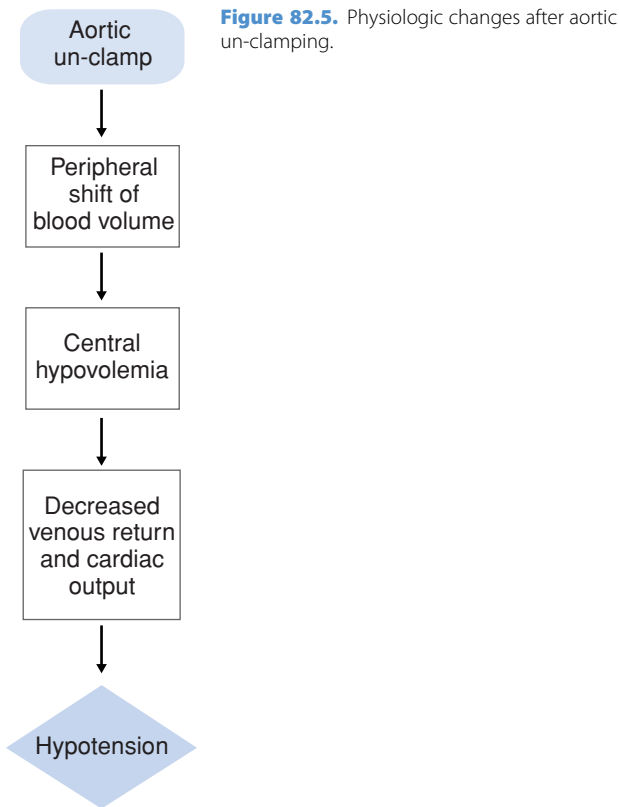 Aortic
un-clamp
Figure 82.5. Physiologic changes after aortic
un-clamping.
Peripheral
shift of
blood volume
Central
hypovolemia
Decreased
venous return
and cardiac
output
Hypotension